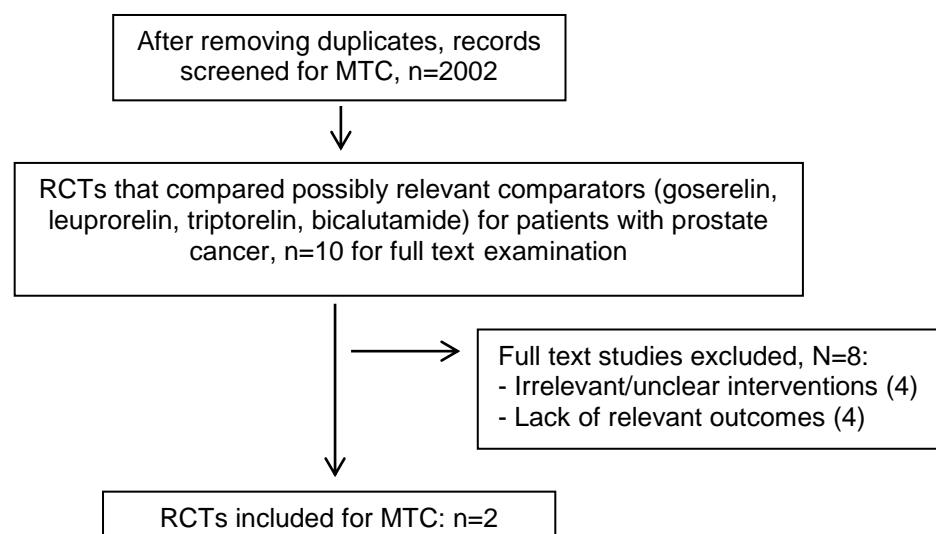 After removing duplicates, records
screened for MTC, n=2002
RCTs that compared possibly relevant comparators (goserelin,
leuprorelin, triptorelin, bicalutamide) for patients with prostate
cancer, n=10 for full text examination
Full text studies excluded, N=8:
- Irrelevant/unclear interventions (4)
- Lack of relevant outcomes (4)
RCTs included for MTC: n=2